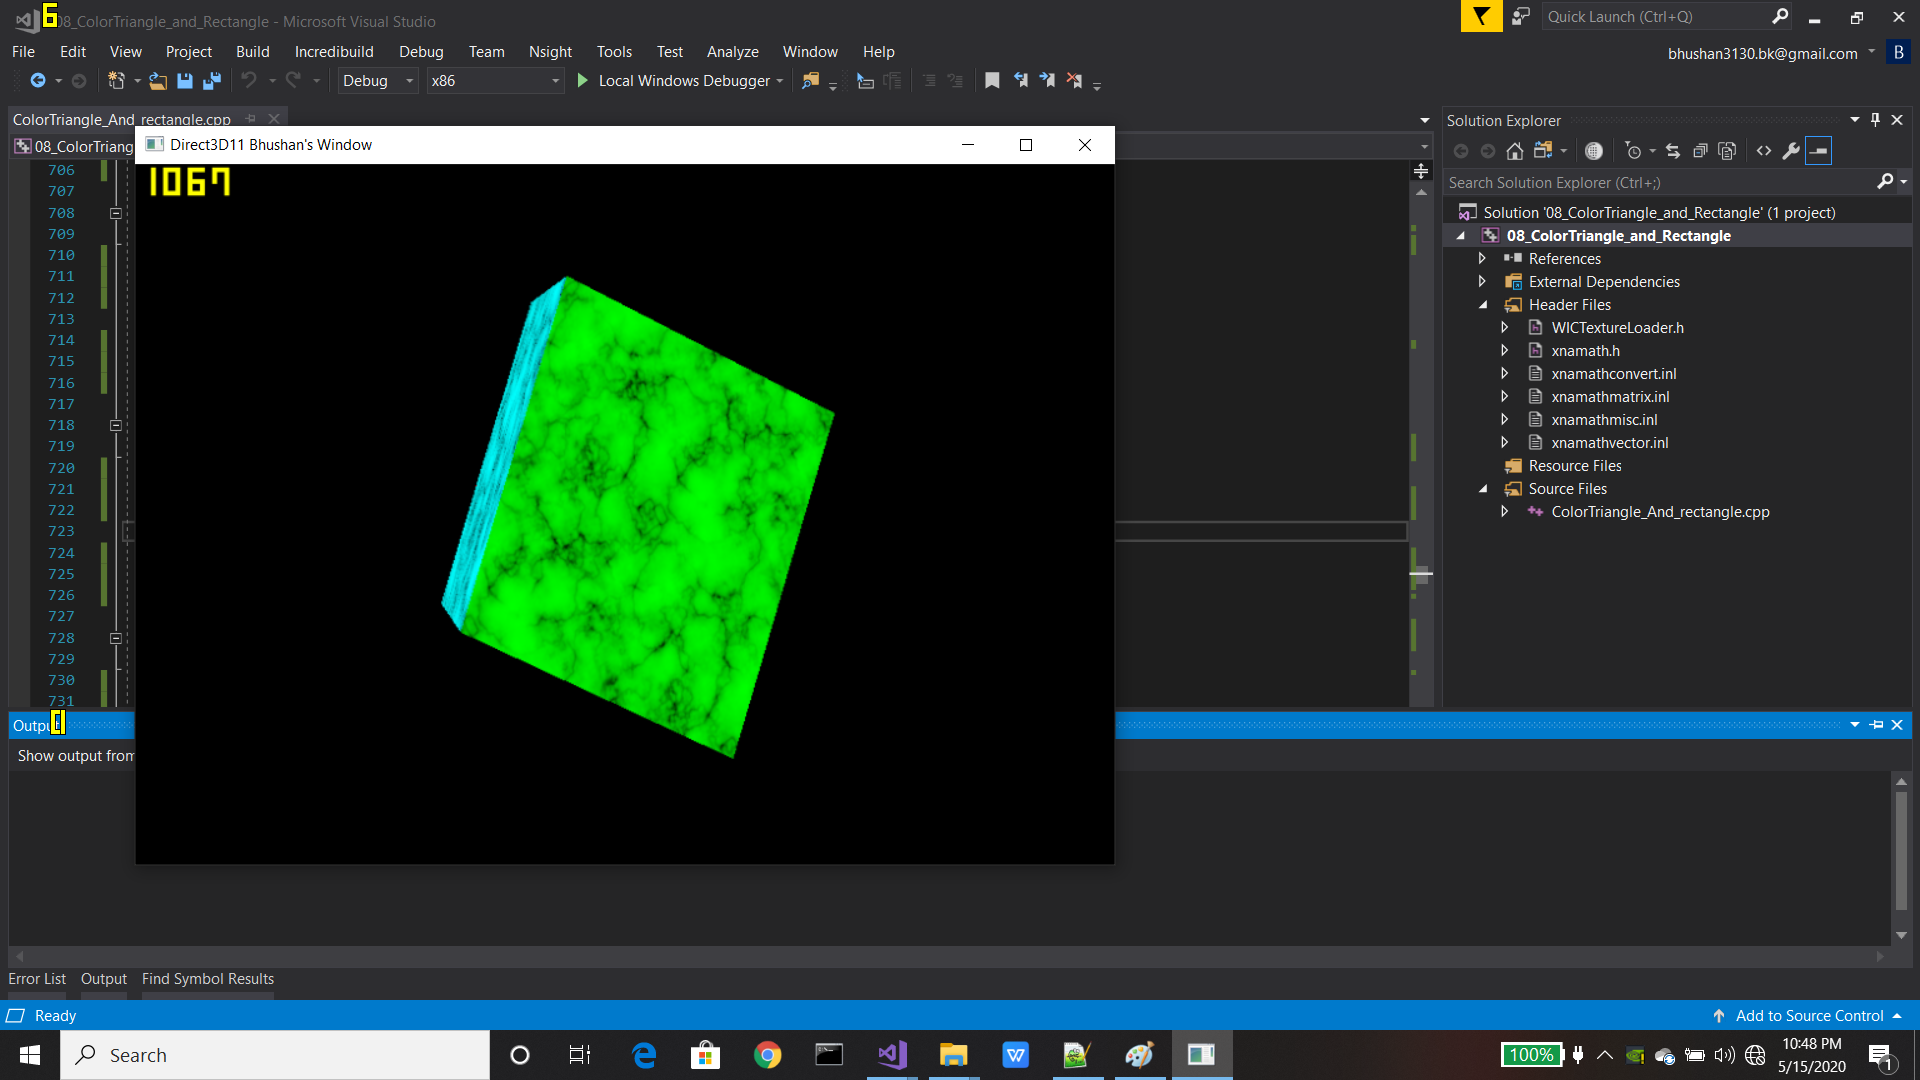 6
08_ColorTriangle_and_Rectangle - Microsoft Visual Studio
Quick Launch (Ctrl+Q)
File Edit View Project Build Incredibuild Debug Team Nsight Tools Test Analyze Window Help
bhushan3130.bk@gmail.com B
Debug x86 Local Windows Debugger
ColorTriangle_And_rectangle.cpp
08_ColorTriang
Direct3D11 Bhushan's Window
1067
706
707
708
709
710
711
712
713
714
715
716
717
718
719
720
721
722
723
724
725
726
727
728
729
730
731
Solution Explorer
Search Solution Explorer (Ctrl+;)
Solution '08_ColorTriangle_and_Rectangle' (1 project)
08_ColorTriangle_and_Rectangle
References
External Dependencies
Header Files
WICTextureLoader.h
xnamath.h
xnamathconvert.inl
xnamathmatrix.inl
xnamathmisc.inl
xnamathvector.inl
Resource Files
Source Files
ColorTriangle_And_rectangle.cpp
Output
Show output from
Error List Output Find Symbol Results
Ready
Add to Source Control
Search
100%
10:48 PM
5/15/2020
1